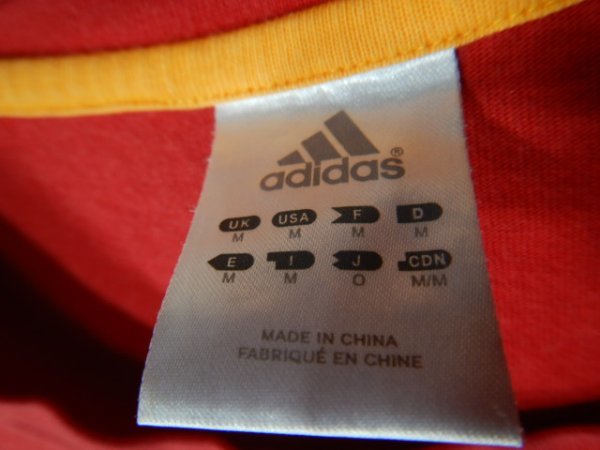 adidas®
UK USA F D
M M M M
E I J CDN
M M O M/M
MADE IN CHINA
FABRIQUÉ EN CHINE